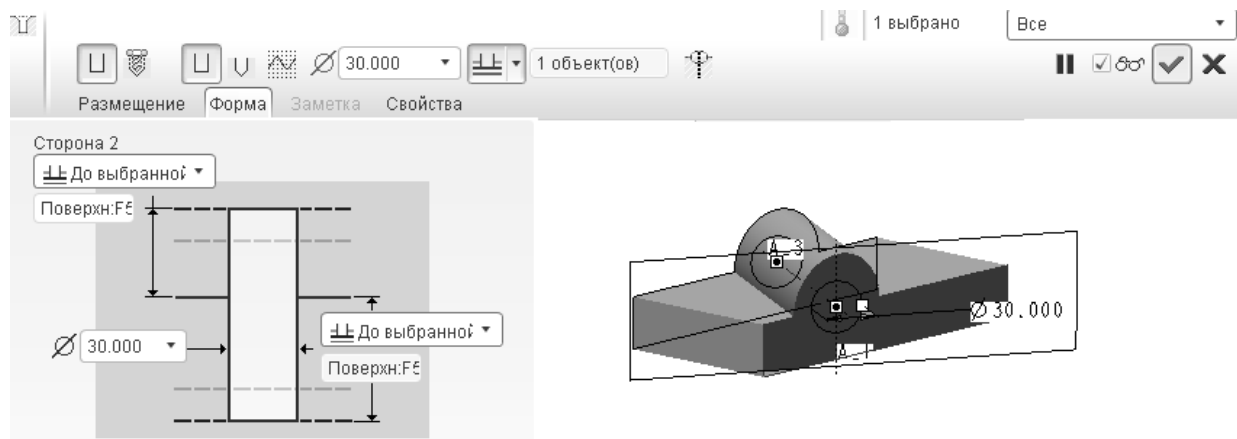 1 выбрано Все
30.000 1 объект(ов)
Размещение Форма Заметка Свойства
Сторона 2
До выбранной
Поверхн:F5
A_3
До выбранной
Ø 30.000
Ø 30.000
Поверхн:F5
A_1